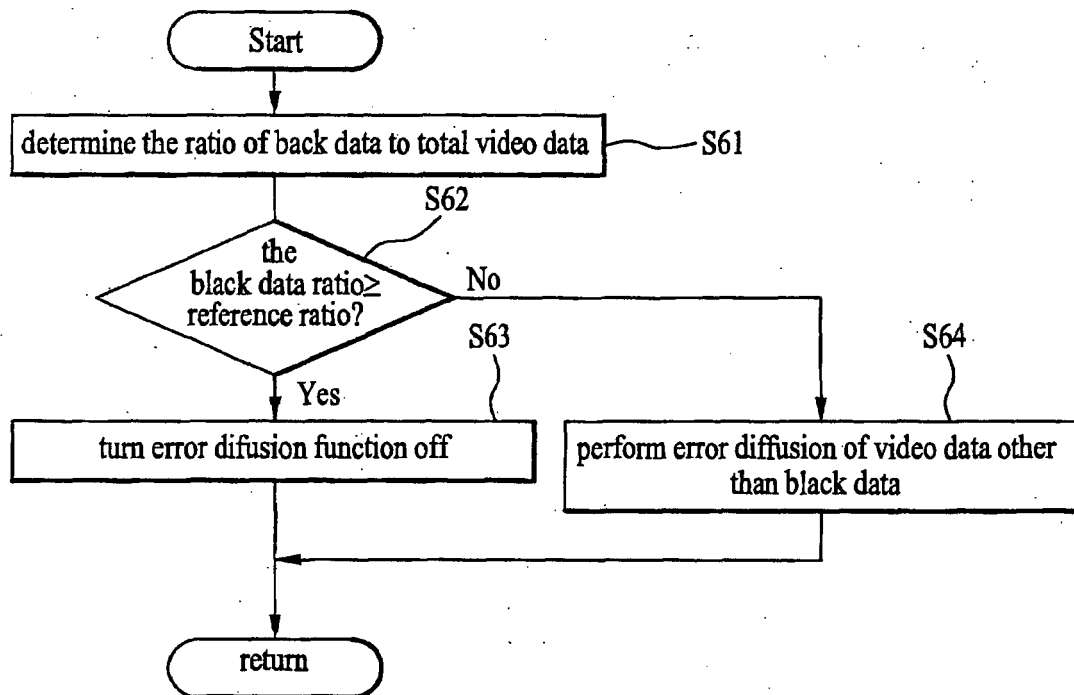 Start
determine the ratio of back data to total video data
S61
S62
the
black data ratio≥
reference ratio?
No
Yes
S63
S64
turn error difusion function off
perform error diffusion of video data other
than black data
return